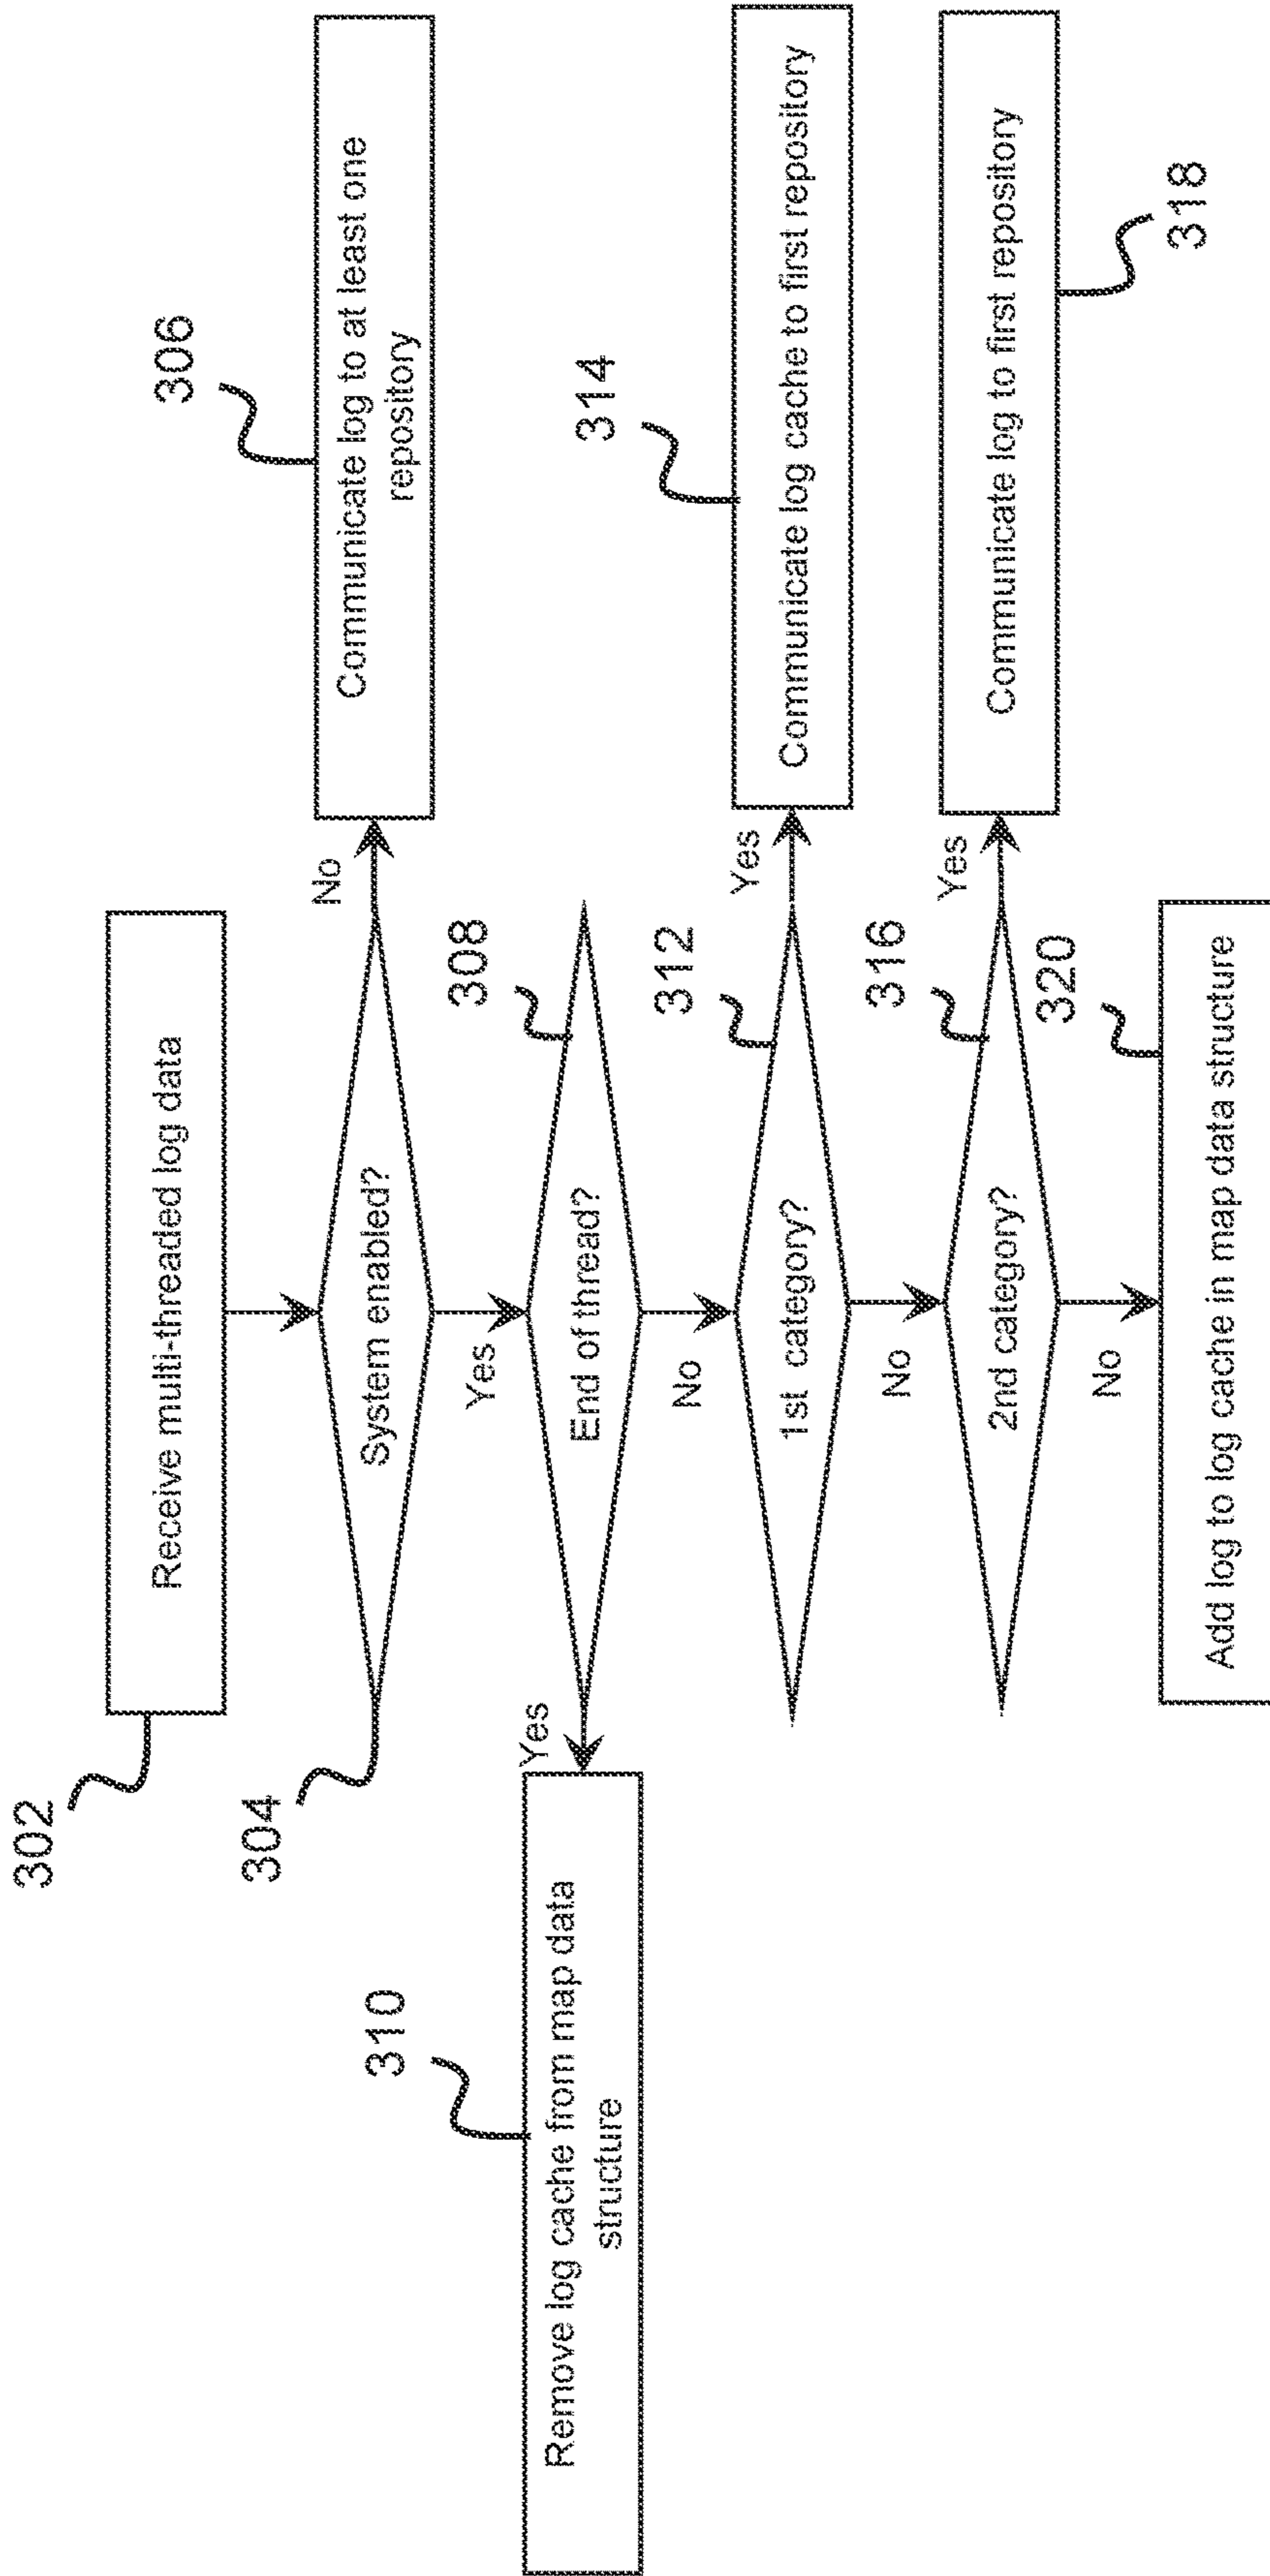 302
Receive multi-threaded log data
304
System enabled?
No
306
Communicate log to at least one
repository
Yes
308
End of thread?
Yes
310
Remove log cache from map data
structure
No
312
1st category?
Yes
314
Communicate log cache to first repository
No
316
2nd category?
Yes
Communicate log to first repository
318
No
320
Add log to log cache in map data structure